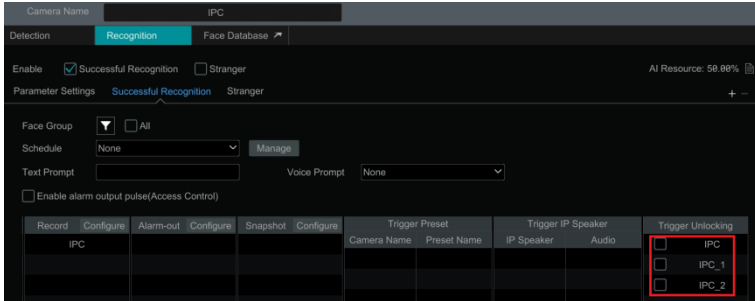 Camera Name IPC
Detection Recognition Face Database
Enable Successful Recognition Stranger AI Resource: 50.00%
Parameter Settings Successful Recognition Stranger + −
Face Group All
Schedule None Manage
Text Prompt Voice Prompt None
Enable alarm output pulse(Access Control)
Record Configure Alarm-out Configure Snapshot Configure Trigger Preset Trigger IP Speaker Trigger Unlocking
Camera Name Preset Name IP Speaker Audio
IPC IPC
IPC_1
IPC_2